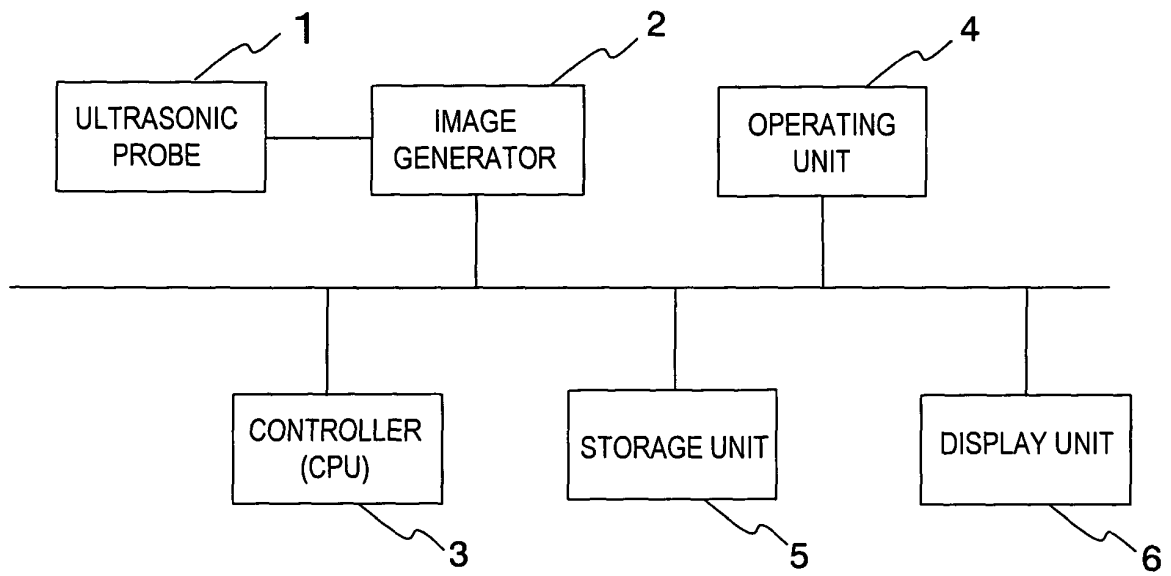 1
2
4
ULTRASONIC
PROBE
IMAGE
GENERATOR
OPERATING
UNIT
CONTROLLER
(CPU)
STORAGE UNIT
DISPLAY UNIT
3
5
6